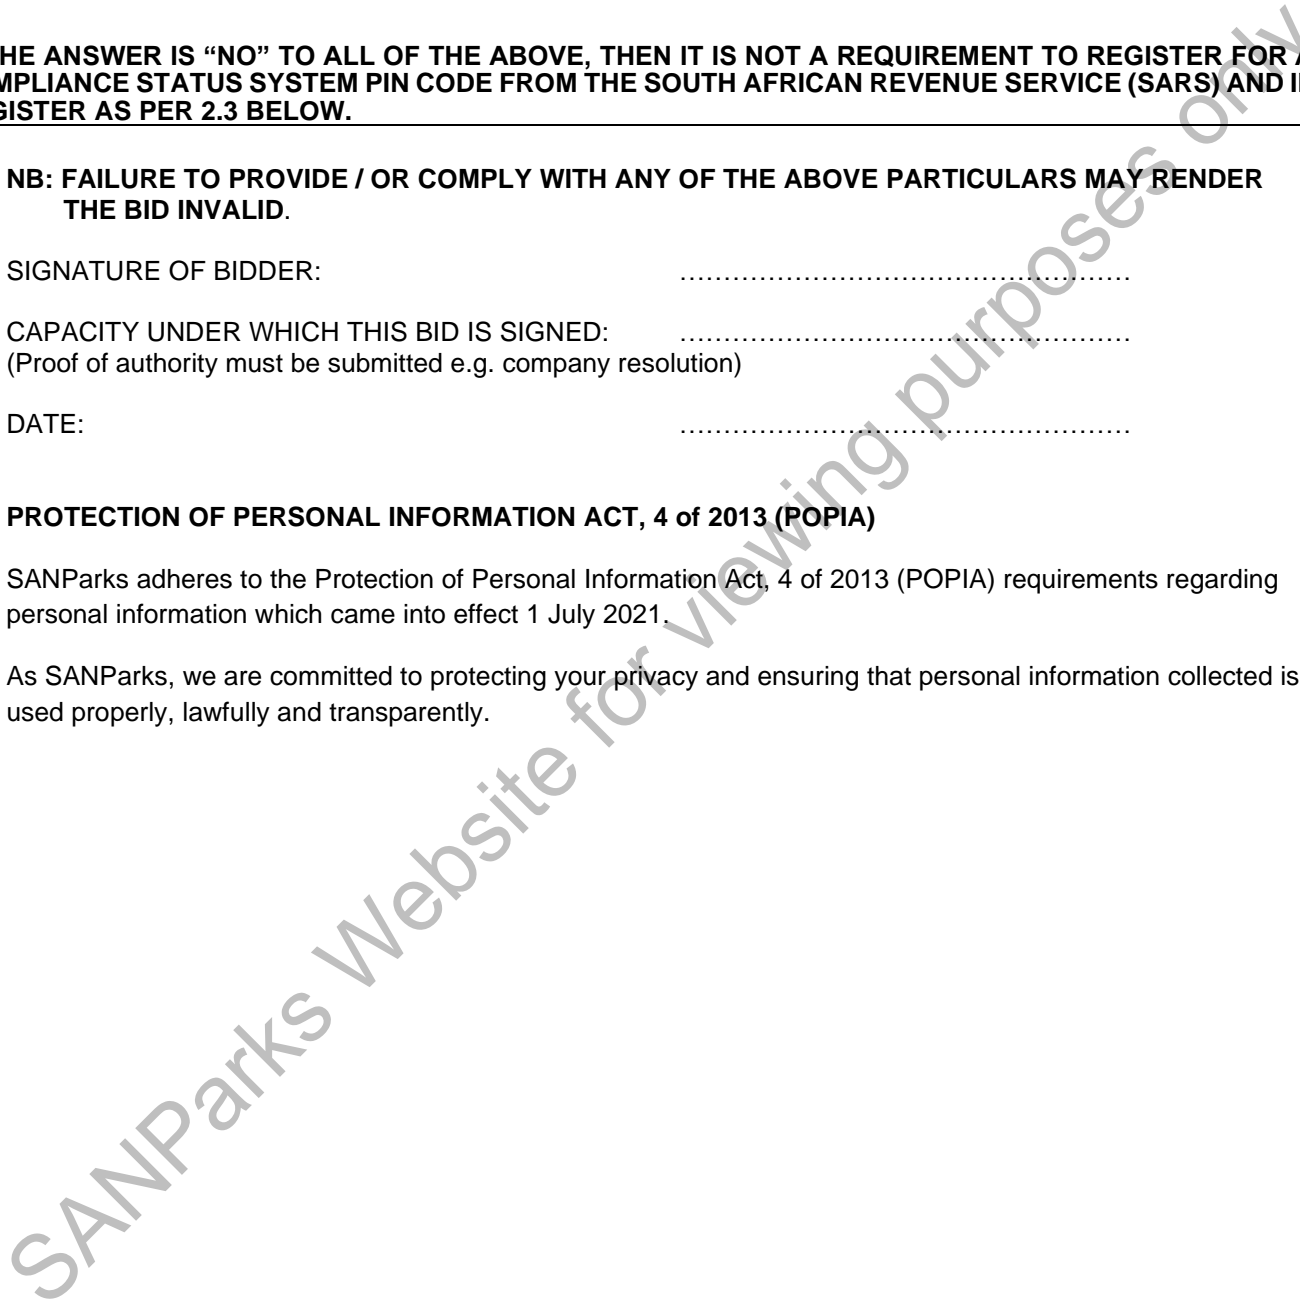 HE ANSWER IS “NO” TO ALL OF THE ABOVE, THEN IT IS NOT A REQUIREMENT TO REGISTER FOR A
MPLIANCE STATUS SYSTEM PIN CODE FROM THE SOUTH AFRICAN REVENUE SERVICE (SARS) AND I
GISTER AS PER 2.3 BELOW.
NB: FAILURE TO PROVIDE / OR COMPLY WITH ANY OF THE ABOVE PARTICULARS MAY RENDER
THE BID INVALID.
SIGNATURE OF BIDDER: ……………………………………………
CAPACITY UNDER WHICH THIS BID IS SIGNED: ……………………………………………
(Proof of authority must be submitted e.g. company resolution)
DATE: ……………………………………………
PROTECTION OF PERSONAL INFORMATION ACT, 4 of 2013 (POPIA)
SANParks adheres to the Protection of Personal Information Act, 4 of 2013 (POPIA) requirements regarding
personal information which came into effect 1 July 2021.
As SANParks, we are committed to protecting your privacy and ensuring that personal information collected is
used properly, lawfully and transparently.
SANParks Website for viewing purposes only